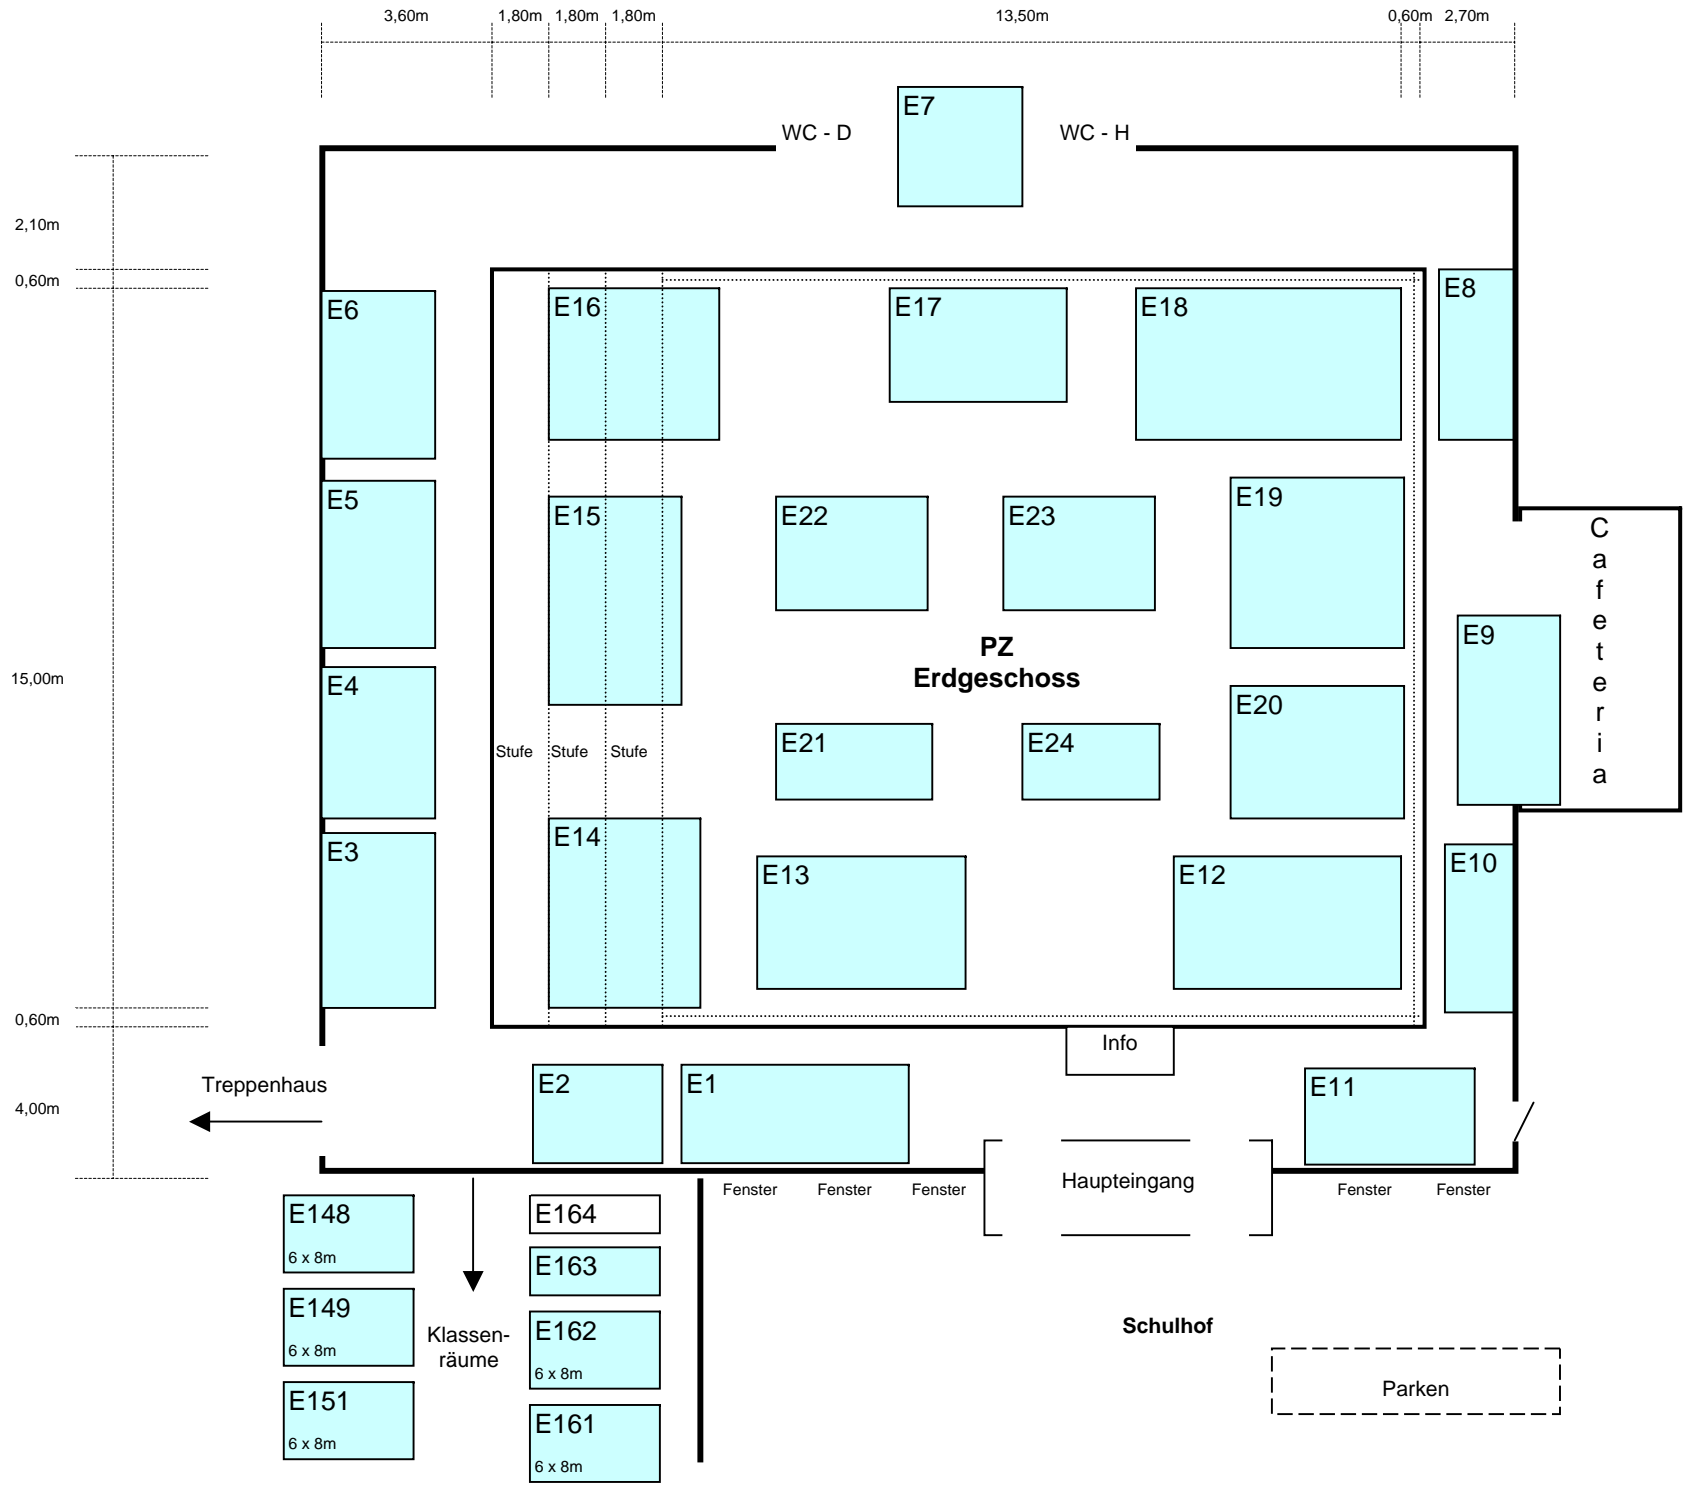 3,60m 1,80m 1,80m 1,80m 13,50m 0,60m 2,70m
E7
WC - D
WC - H
2,10m
0,60m
15,00m
0,60m
4,00m
E6
E16
E17
E18
E8
E5
E15
E22
E23
E19
Cafeteria
PZ
Erdgeschoss
E9
E4
E20
Stufe Stufe Stufe
E21
E24
E3
E14
E13
E12
E10
Info
Treppenhaus
E2
E1
E11
Haupteingang
Fenster Fenster Fenster
Fenster Fenster
E148
6 x 8m
E149
6 x 8m
E151
6 x 8m
Klassen-
räume
E164
E163
E162
6 x 8m
E161
6 x 8m
Schulhof
Parken